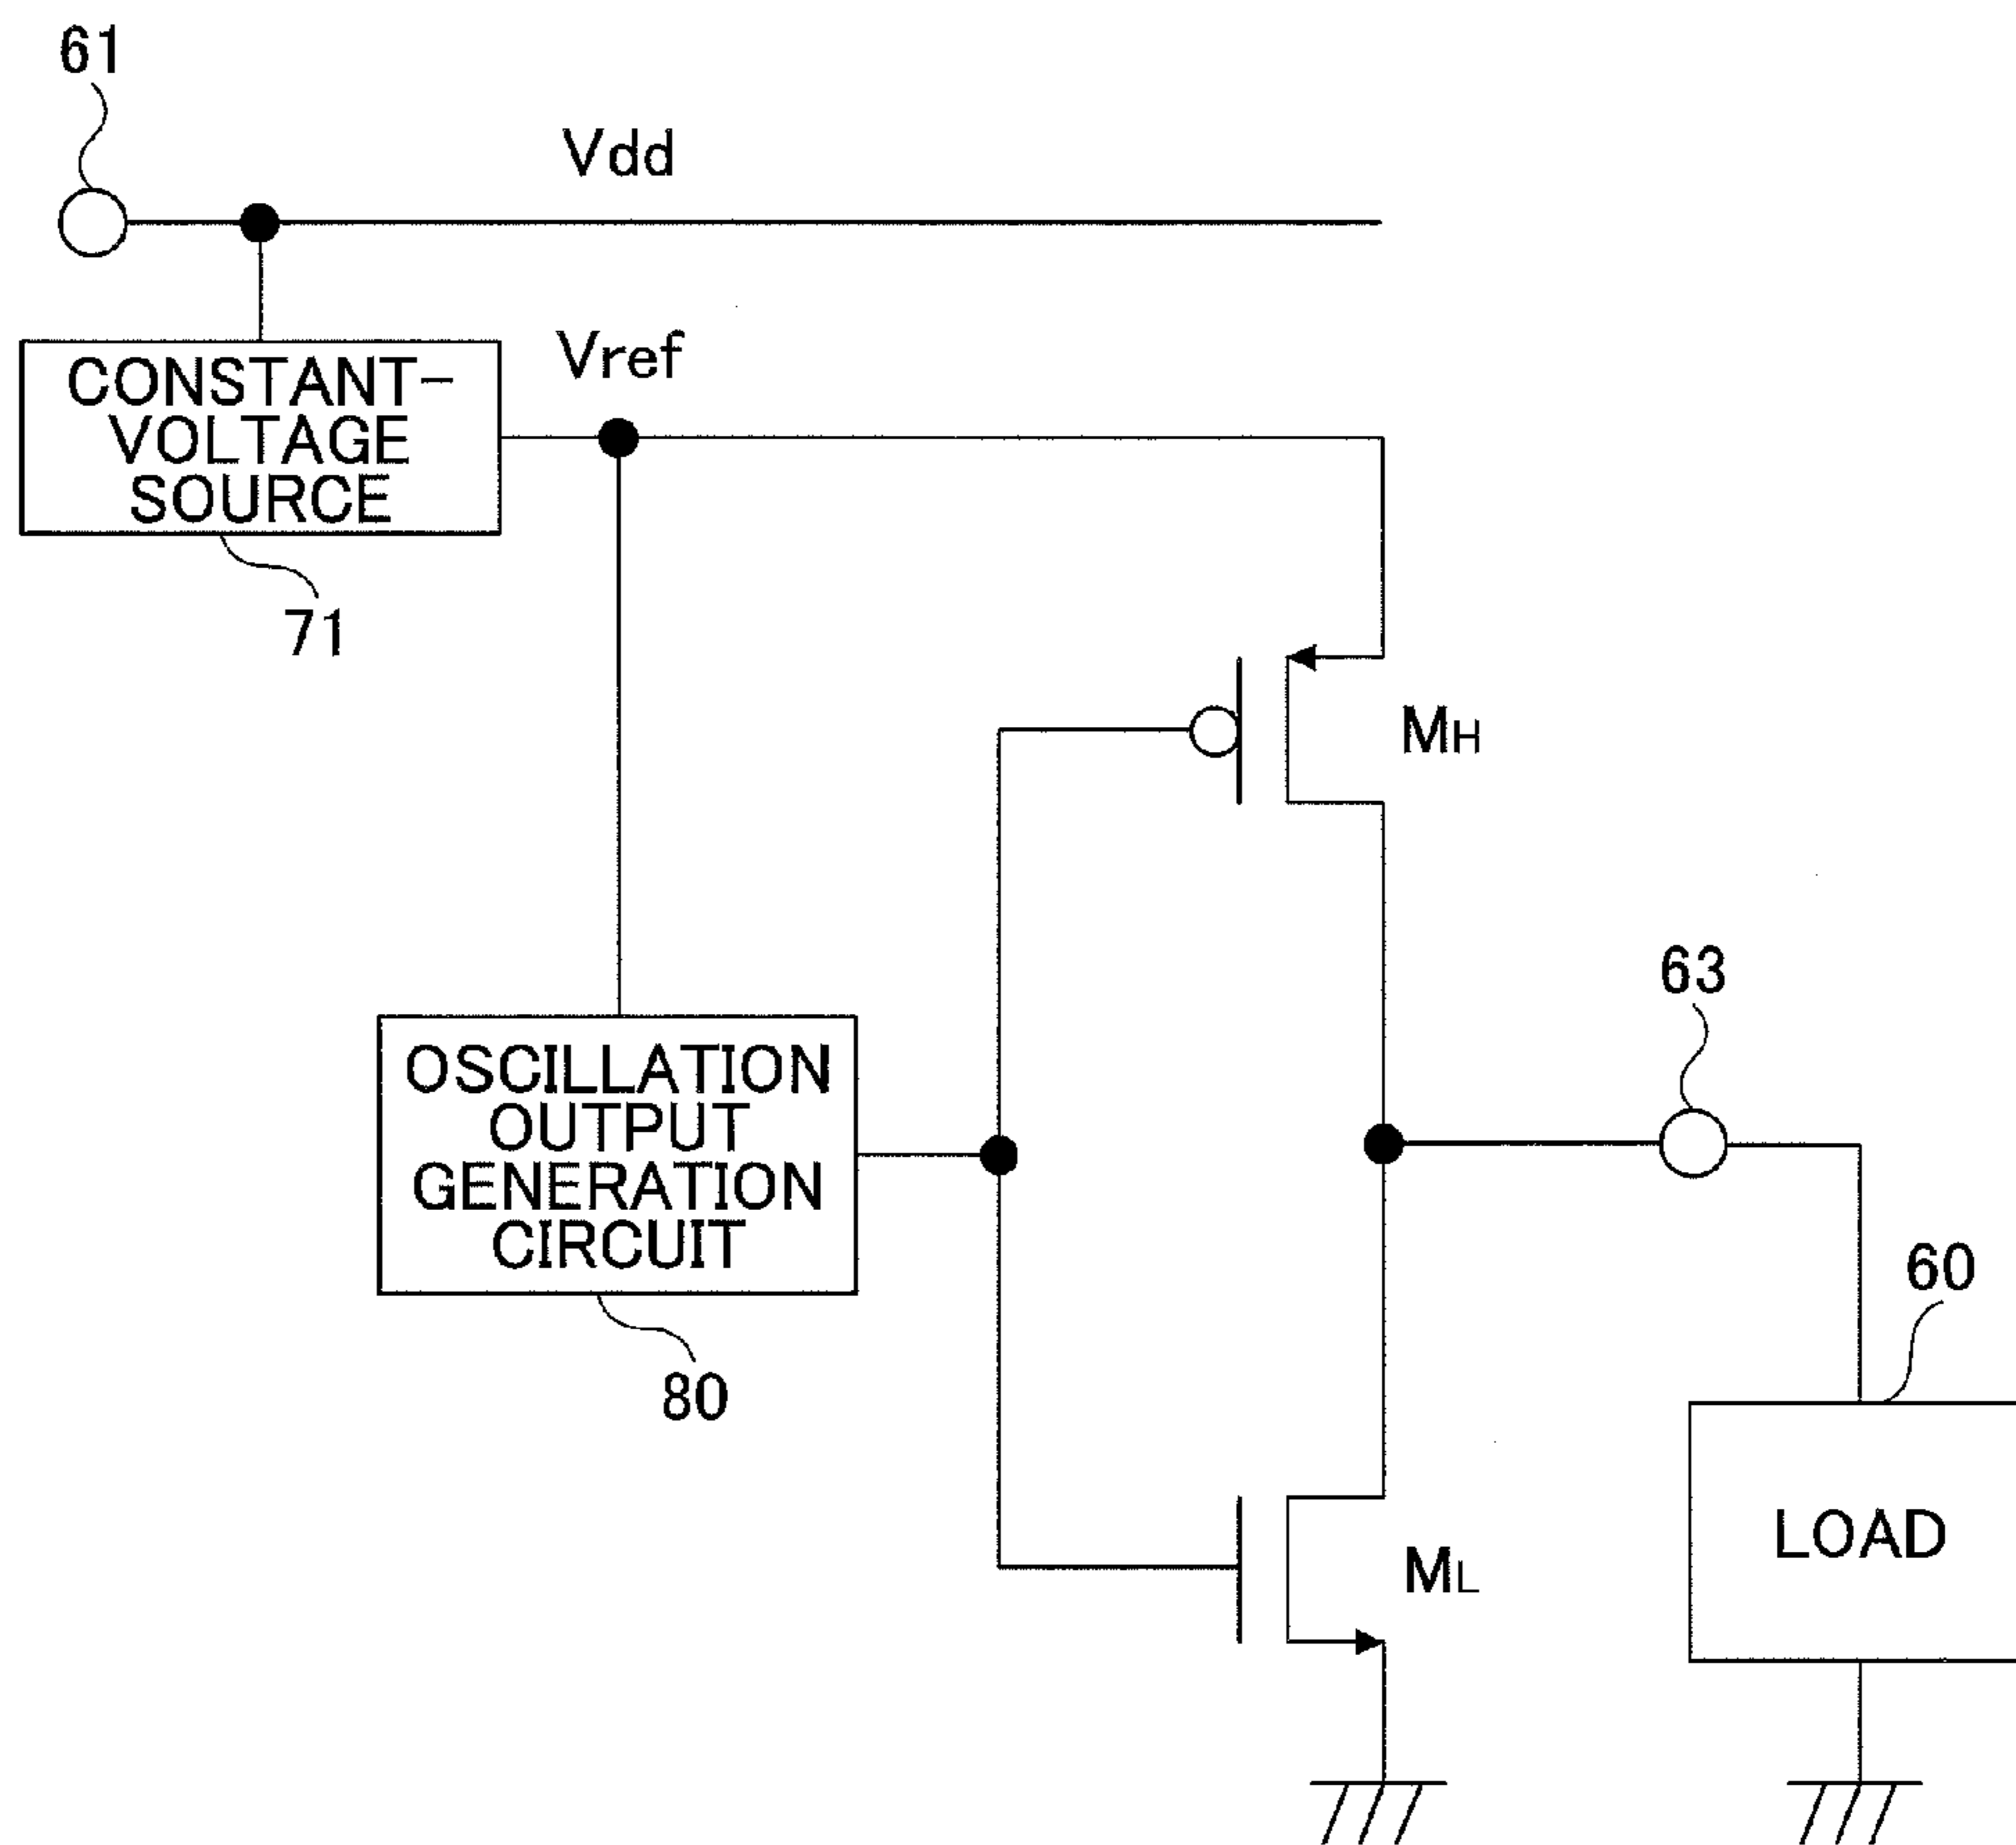 61
Vdd
Vref
CONSTANT-
VOLTAGE
SOURCE
71
MH
63
OSCILLATION
OUTPUT
GENERATION
CIRCUIT
60
80
LOAD
ML